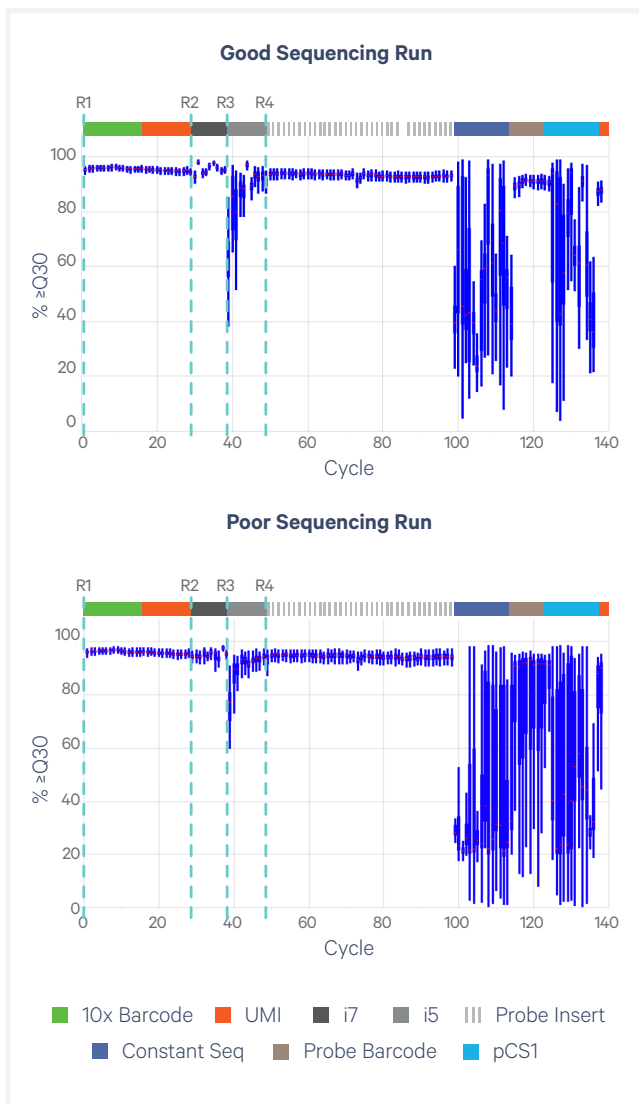 Good Sequencing Run
R1 R2 R3 R4
100
80
60
40
20
0
% ≥Q30
0 20 40 60 80 100 120 140
Cycle
Poor Sequencing Run
R1 R2 R3 R4
100
80
60
40
20
0
% ≥Q30
0 20 40 60 80 100 120 140
Cycle
10x Barcode UMI i7 i5 Probe Insert
Constant Seq Probe Barcode pCS1